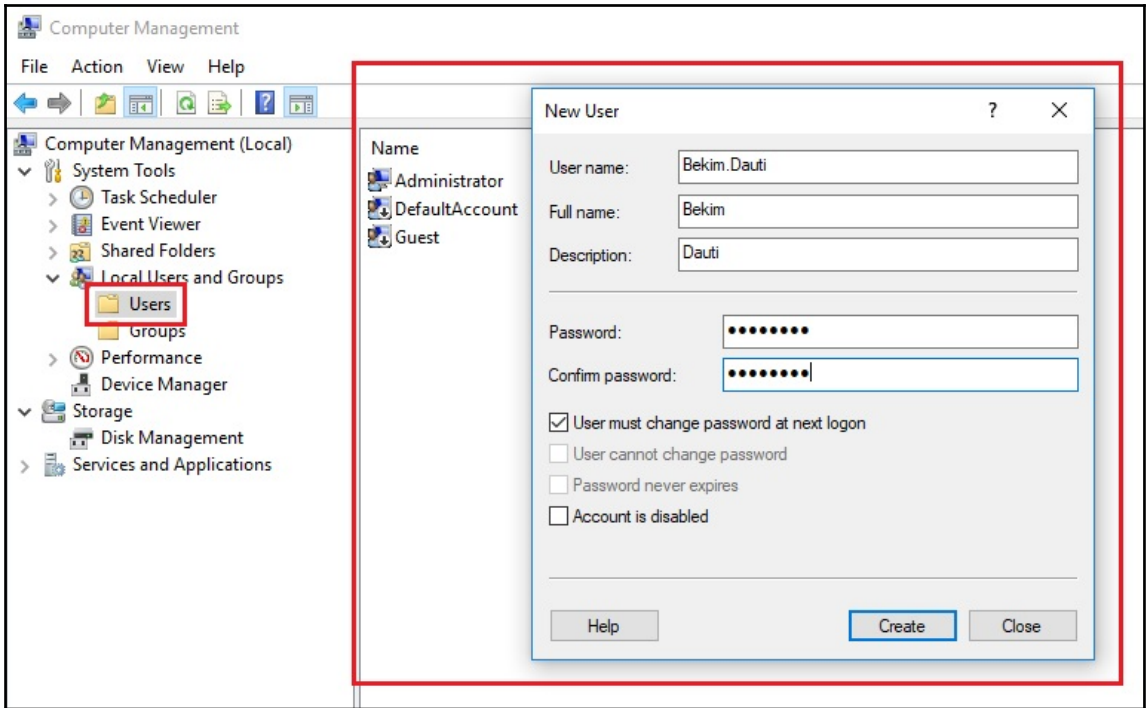 Computer Management
File Action View Help
Computer Management (Local)
System Tools
Task Scheduler
Event Viewer
Shared Folders
Local Users and Groups
Users
Groups
Performance
Device Manager
Storage
Disk Management
Services and Applications
Name
Administrator
DefaultAccount
Guest
New User
User name: Bekim.Dauti
Full name: Bekim
Description: Dauti
Password: ●●●●●●●●
Confirm password: ●●●●●●●●
User must change password at next logon
User cannot change password
Password never expires
Account is disabled
Help Create Close